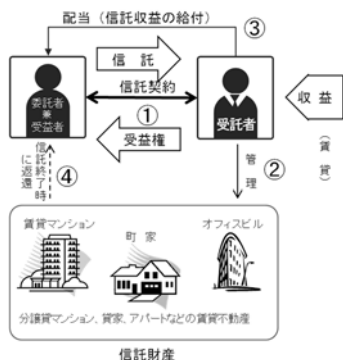 配当（信託収益の給付）
③
信託
信託契約
委託者
兼
受益者
①
受託者
収益
（賃貸）
受益権
④
信託終了時に返還
管理
②
賃貸マンション
町家
オフィスビル
分譲貸マンション、貸家、アパートなどの賃貸不動産
信託財産